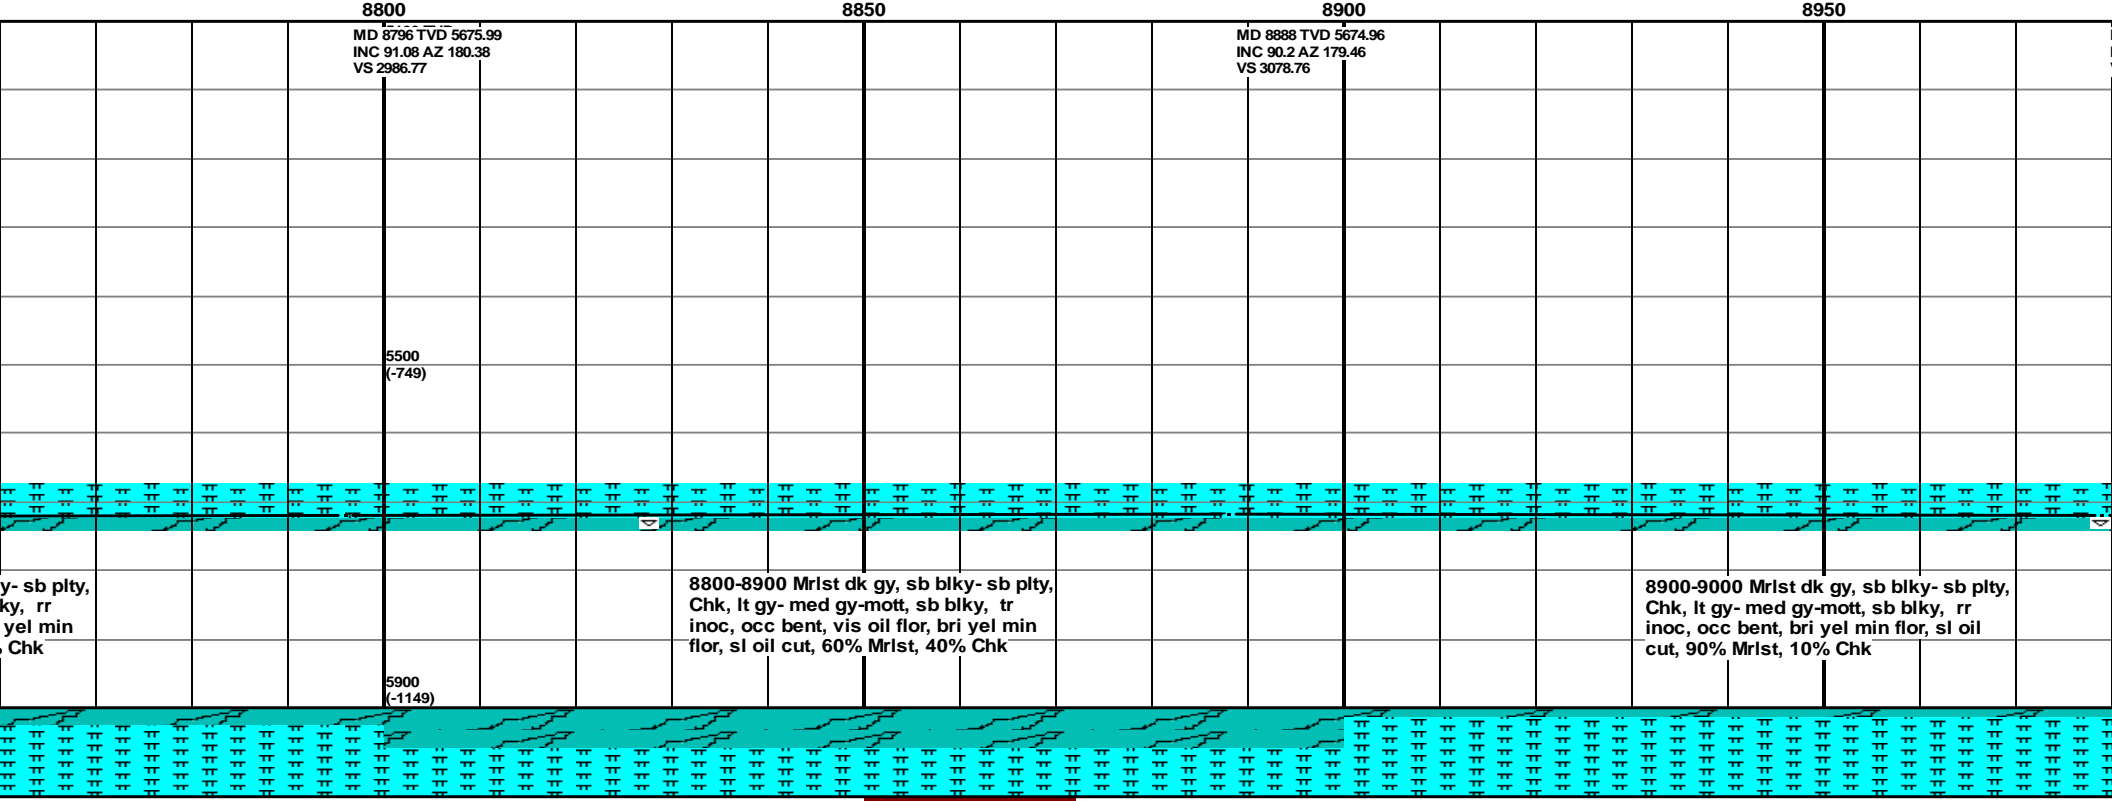 8800
8850
8900
8950
MD 8796 TVD 5675.99
INC 91.08 AZ 180.38
VS 2986.77
MD 8888 TVD 5674.96
INC 90.2 AZ 179.46
VS 3078.76
5500
(-749)
y- sb plty,
ky, rr
yel min
Chk
8800-8900 Mrlst dk gy, sb blky- sb plty,
Chk, lt gy- med gy-mott, sb blky, tr
inoc, occ bent, vis oil flor, bri yel min
flor, sl oil cut, 60% Mrlst, 40% Chk
8900-9000 Mrlst dk gy, sb blky- sb plty,
Chk, lt gy- med gy-mott, sb blky, rr
inoc, occ bent, bri yel min flor, sl oil
cut, 90% Mrlst, 10% Chk
5900
(-1149)